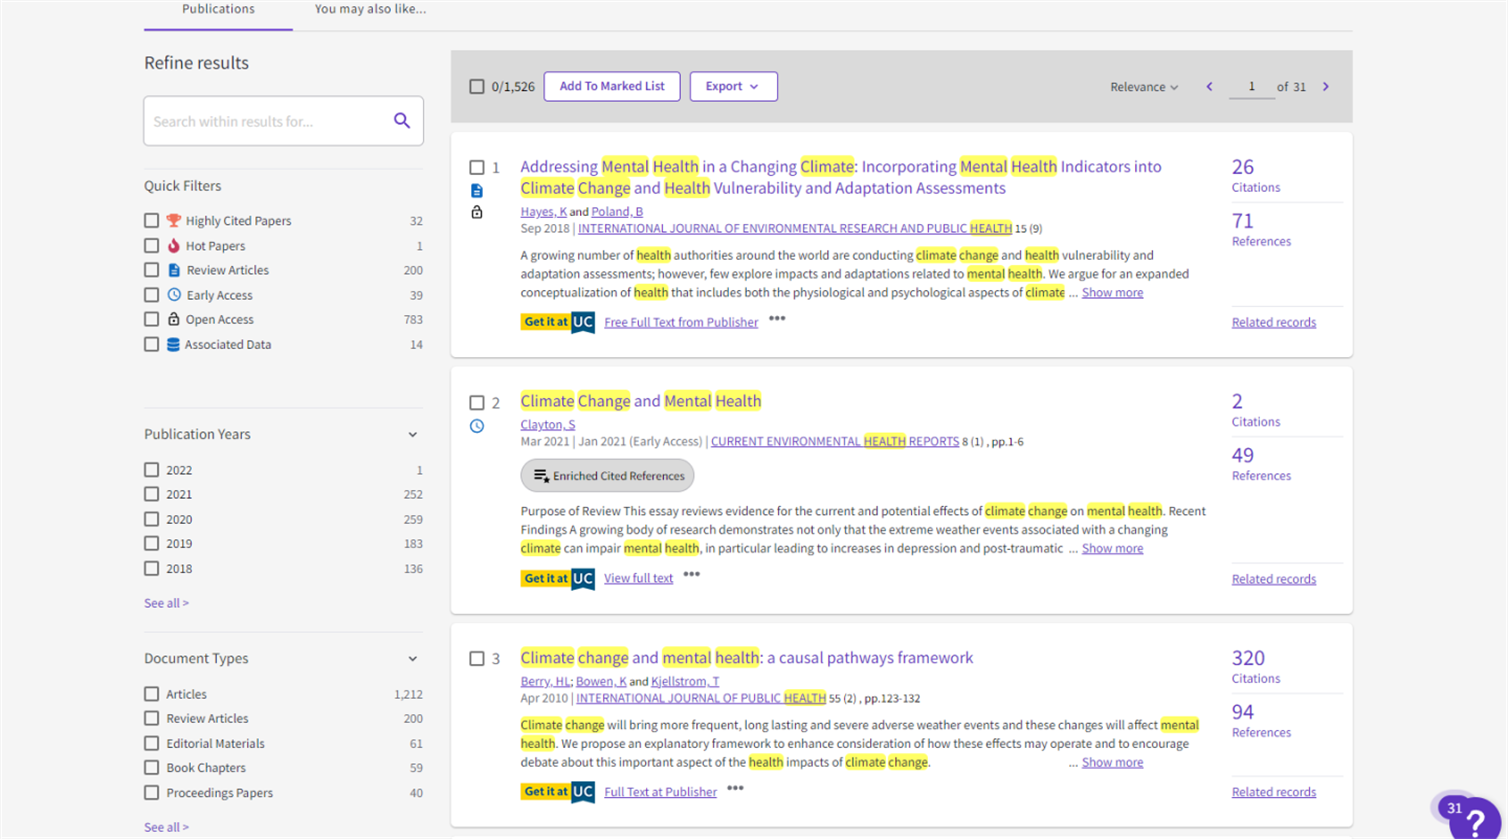 Publications
You may also like...
Refine results
Search within results for...
Quick Filters
Highly Cited Papers 32
Hot Papers 1
Review Articles 200
Early Access 39
Open Access 783
Associated Data 14
Publication Years
2022 1
2021 252
2020 259
2019 183
2018 136
See all >
Document Types
Articles 1,212
Review Articles 200
Editorial Materials 61
Book Chapters 59
Proceedings Papers 40
See all >
0/1,526 Add To Marked List Export Relevance < 1 of 31 >
1 Addressing Mental Health in a Changing Climate: Incorporating Mental Health Indicators into
Climate Change and Health Vulnerability and Adaptation Assessments
Hayes, K and Poland, B
Sep 2018 | INTERNATIONAL JOURNAL OF ENVIRONMENTAL RESEARCH AND PUBLIC HEALTH 15 (9)
A growing number of health authorities around the world are conducting climate change and health vulnerability and
adaptation assessments; however, few explore impacts and adaptations related to mental health. We argue for an expanded
conceptualization of health that includes both the physiological and psychological aspects of climate ... Show more
Get it at UC Free Full Text from Publisher •••
26
Citations
71
References
Related records
2 Climate Change and Mental Health
Clayton, S
Mar 2021 | Jan 2021 (Early Access) | CURRENT ENVIRONMENTAL HEALTH REPORTS 8 (1) , pp.1-6
Enriched Cited References
Purpose of Review This essay reviews evidence for the current and potential effects of climate change on mental health. Recent
Findings A growing body of research demonstrates not only that the extreme weather events associated with a changing
climate can impair mental health, in particular leading to increases in depression and post-traumatic ... Show more
Get it at UC View full text •••
2
Citations
49
References
Related records
3 Climate change and mental health: a causal pathways framework
Berry, HL; Bowen, K and Kjellstrom, T
Apr 2010 | INTERNATIONAL JOURNAL OF PUBLIC HEALTH 55 (2) , pp.123-132
Climate change will bring more frequent, long lasting and severe adverse weather events and these changes will affect mental
health. We propose an explanatory framework to enhance consideration of how these effects may operate and to encourage
debate about this important aspect of the health impacts of climate change. ... Show more
Get it at UC Full Text at Publisher •••
320
Citations
94
References
Related records
31
?